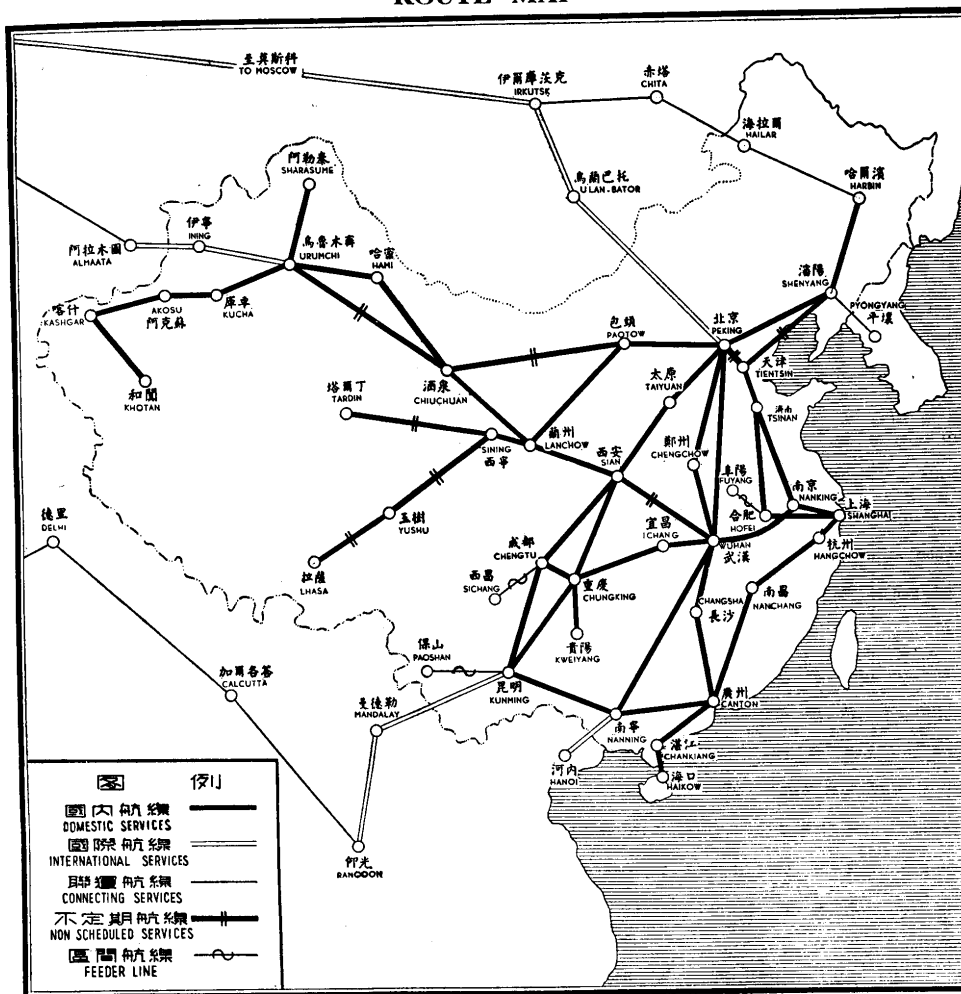 ROUTE MAP
至莫斯科
TO MOSCOW
伊爾庫茨克
IRKUTSK
赤塔
CHITA
海拉爾
HAILAR
哈爾濱
HARBIN
烏蘭巴托
ULAN-BATOR
阿勒泰
SHARASUME
伊寧
INING
阿拉木圖
ALMAATA
烏魯木齊
URUMCHI
哈密
HAMI
瀋陽
SHENYANG
喀什
KASHGAR
AKOSU
阿克蘇
庫車
KUCHA
PYONGYANG
平壤
包頭
PAOTOW
北京
PEKING
天津
TIENTSIN
和闐
KHOTAN
塔爾丁
TARDIN
酒泉
CHIUCHUAN
太原
TAIYUAN
濟南
TSINAN
SINING
西寧
蘭州
LANCHOW
西安
SIAN
鄭州
CHENGCHOW
阜陽
FUYANG
南京
NANKING
上海
SHANGHAI
合肥
HOFEI
杭州
HANGCHOW
德里
DELHI
玉樹
YUSHU
宜昌
ICHANG
WUHAN
武漢
拉薩
LHASA
成都
CHENGTU
西昌
SICHANG
重慶
CHUNGKING
CHANGSHA
長沙
南昌
NANCHANG
貴陽
KWEIYANG
保山
PAOSHAN
昆明
KUNMING
加爾各答
CALCUTTA
曼德勒
MANDALAY
南寧
NANNING
廣州
CANTON
湛江
CHANKIANG
河內
HANOI
海口
HAIKOW
仰光
RANGOON
圖 例
國內航線
DOMESTIC SERVICES
國際航線
INTERNATIONAL SERVICES
聯運航線
CONNECTING SERVICES
不定期航線
NON SCHEDULED SERVICES
區間航線
FEEDER LINE